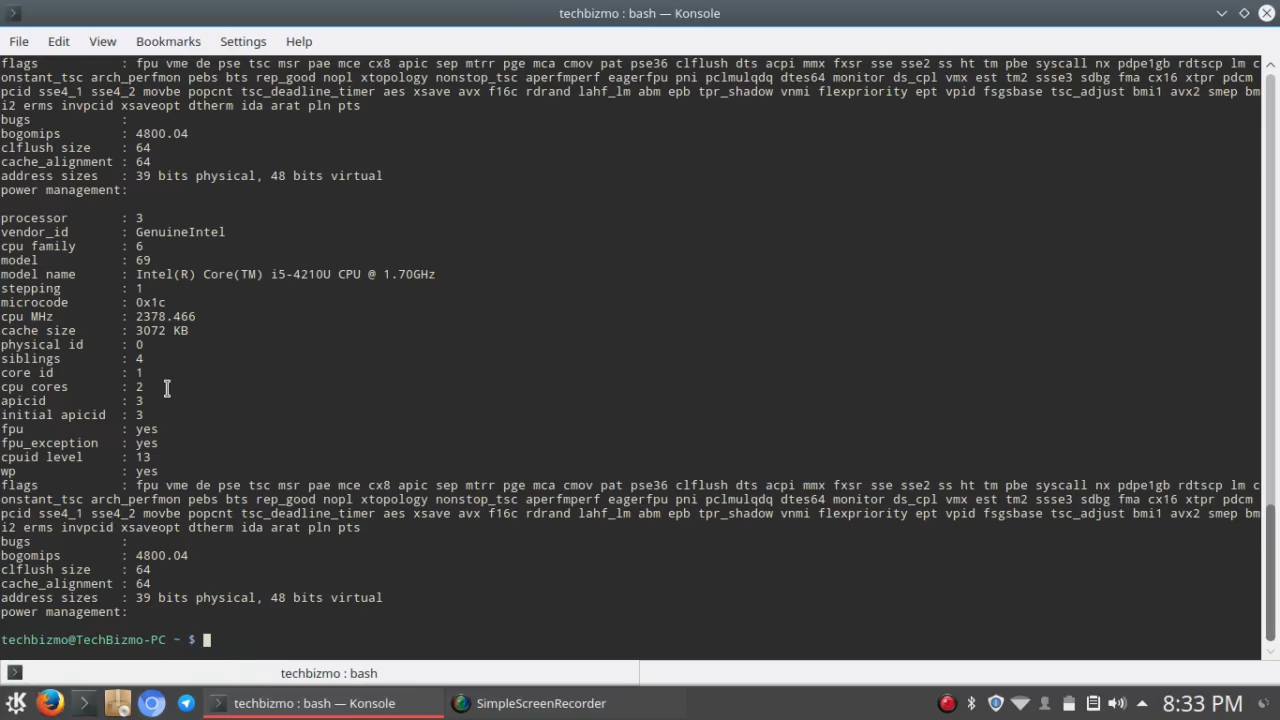 techbizmo : bash — Konsole
File Edit View Bookmarks Settings Help
flags : fpu vme de pse tsc msr pae mce cx8 apic sep mtrr pge mca cmov pat pse36 clflush dts acpi mmx fxsr sse sse2 ss ht tm pbe syscall nx pdpe1gb rdtscp lm c
onstant_tsc arch_perfmon pebs bts rep_good nopl xtopology nonstop_tsc aperfmperf eagerfpu pni pclmulqdq dtes64 monitor ds_cpl vmx est tm2 ssse3 sdbg fma cx16 xtpr pdcm
pcid sse4_1 sse4_2 movbe popcnt tsc_deadline_timer aes xsave avx f16c rdrand lahf_lm abm epb tpr_shadow vnmi flexpriority ept vpid fsgsbase tsc_adjust bmi1 avx2 smep bm
i2 erms invpcid xsaveopt dtherm ida arat pln pts
bugs :
bogomips : 4800.04
clflush size : 64
cache_alignment : 64
address sizes : 39 bits physical, 48 bits virtual
power management:
processor : 3
vendor_id : GenuineIntel
cpu family : 6
model : 69
model name : Intel(R) Core(TM) i5-4210U CPU @ 1.70GHz
stepping : 1
microcode : 0x1c
cpu MHz : 2378.466
cache size : 3072 KB
physical id : 0
siblings : 4
core id : 1
cpu cores : 2
apicid : 3
initial apicid : 3
fpu : yes
fpu_exception : yes
cpuid level : 13
wp : yes
flags : fpu vme de pse tsc msr pae mce cx8 apic sep mtrr pge mca cmov pat pse36 clflush dts acpi mmx fxsr sse sse2 ss ht tm pbe syscall nx pdpe1gb rdtscp lm c
onstant_tsc arch_perfmon pebs bts rep_good nopl xtopology nonstop_tsc aperfmperf eagerfpu pni pclmulqdq dtes64 monitor ds_cpl vmx est tm2 ssse3 sdbg fma cx16 xtpr pdcm
pcid sse4_1 sse4_2 movbe popcnt tsc_deadline_timer aes xsave avx f16c rdrand lahf_lm abm epb tpr_shadow vnmi flexpriority ept vpid fsgsbase tsc_adjust bmi1 avx2 smep bm
i2 erms invpcid xsaveopt dtherm ida arat pln pts
bugs :
bogomips : 4800.04
clflush size : 64
cache_alignment : 64
address sizes : 39 bits physical, 48 bits virtual
power management:
techbizmo@TechBizmo-PC ~ $
techbizmo : bash
techbizmo : bash — Konsole SimpleScreenRecorder 8:33 PM